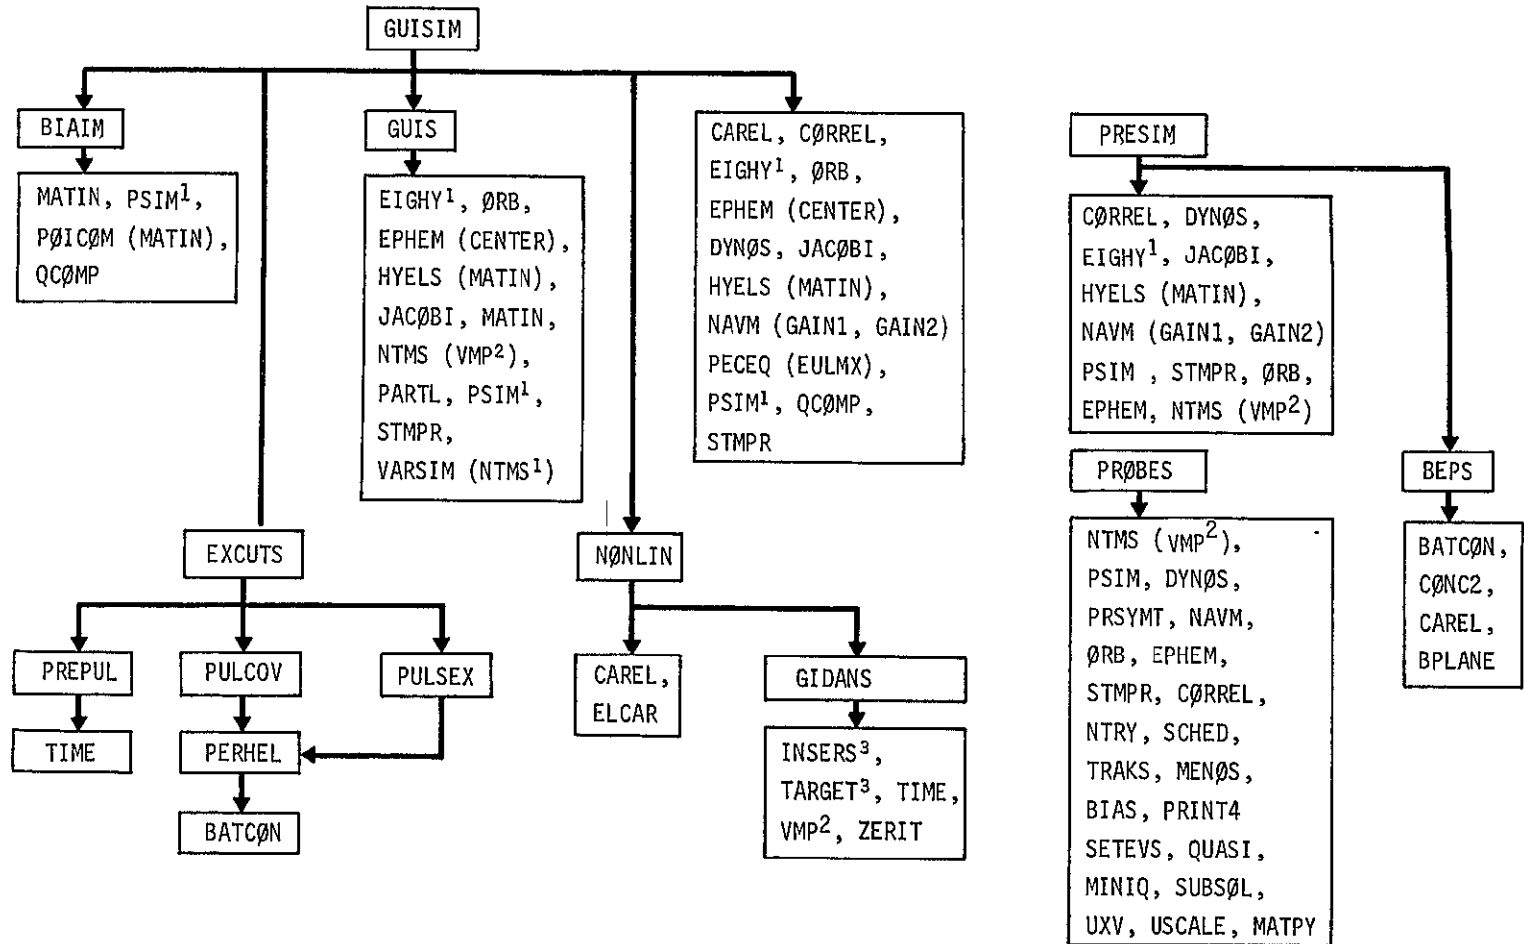 GUISIM
BIAIM
MATIN, PSIM¹,
PØICØM (MATIN),
QCØMP
GUIS
EIGHY¹, ØRB,
EPHEM (CENTER),
HYELS (MATIN),
JACØBI, MATIN,
NTMS (VMP²),
PARTL, PSIM¹,
STMPR,
VARSIM (NTMS¹)
CAREL, CØRREL,
EIGHY¹, ØRB,
EPHEM (CENTER),
DYNØS, JACØBI,
HYELS (MATIN),
NAVM (GAIN1, GAIN2)
PECEQ (EULMX),
PSIM¹, QCØMP,
STMPR
EXCUTS
PREPUL
TIME
PULCOV
PERHEL
BATCØN
PULSEX
NØNLIN
CAREL,
ELCAR
GIDANS
INSERS³,
TARGET³, TIME,
VMP², ZERIT
PRESIM
CØRREL, DYNØS,
EIGHY¹, JACØBI,
HYELS (MATIN),
NAVM (GAIN1, GAIN2)
PSIM , STMPR, ØRB,
EPHEM, NTMS (VMP²)
PRØBES
NTMS (VMP²),
PSIM, DYNØS,
PRSYMT, NAVM,
ØRB, EPHEM,
STMPR, CØRREL,
NTRY, SCHED,
TRAKS, MENØS,
BIAS, PRINT4
SETEVS, QUASI,
MINIQ, SUBSØL,
UXV, USCALE, MATPY
BEPS
BATCØN,
CØNC2,
CAREL,
BPLANE